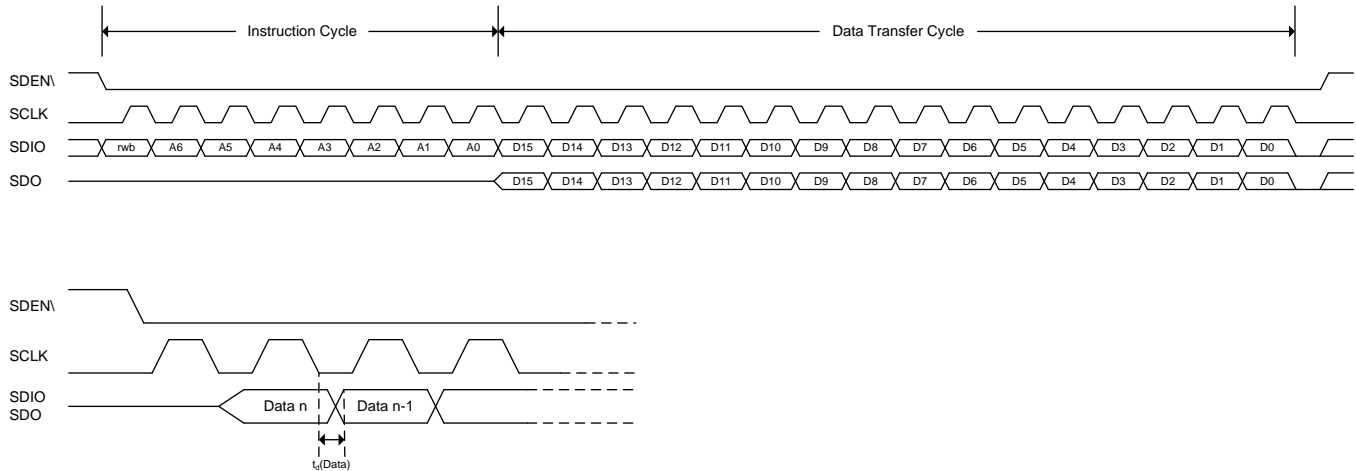 Instruction Cycle Data Transfer Cycle
SDEN\
SCLK
SDIO rwb A6 A5 A4 A3 A2 A1 A0 D15 D14 D13 D12 D11 D10 D9 D8 D7 D6 D5 D4 D3 D2 D1 D0
SDO D15 D14 D13 D12 D11 D10 D9 D8 D7 D6 D5 D4 D3 D2 D1 D0
SDEN\
SCLK
SDIO
SDO
Data n Data n-1
td(Data)